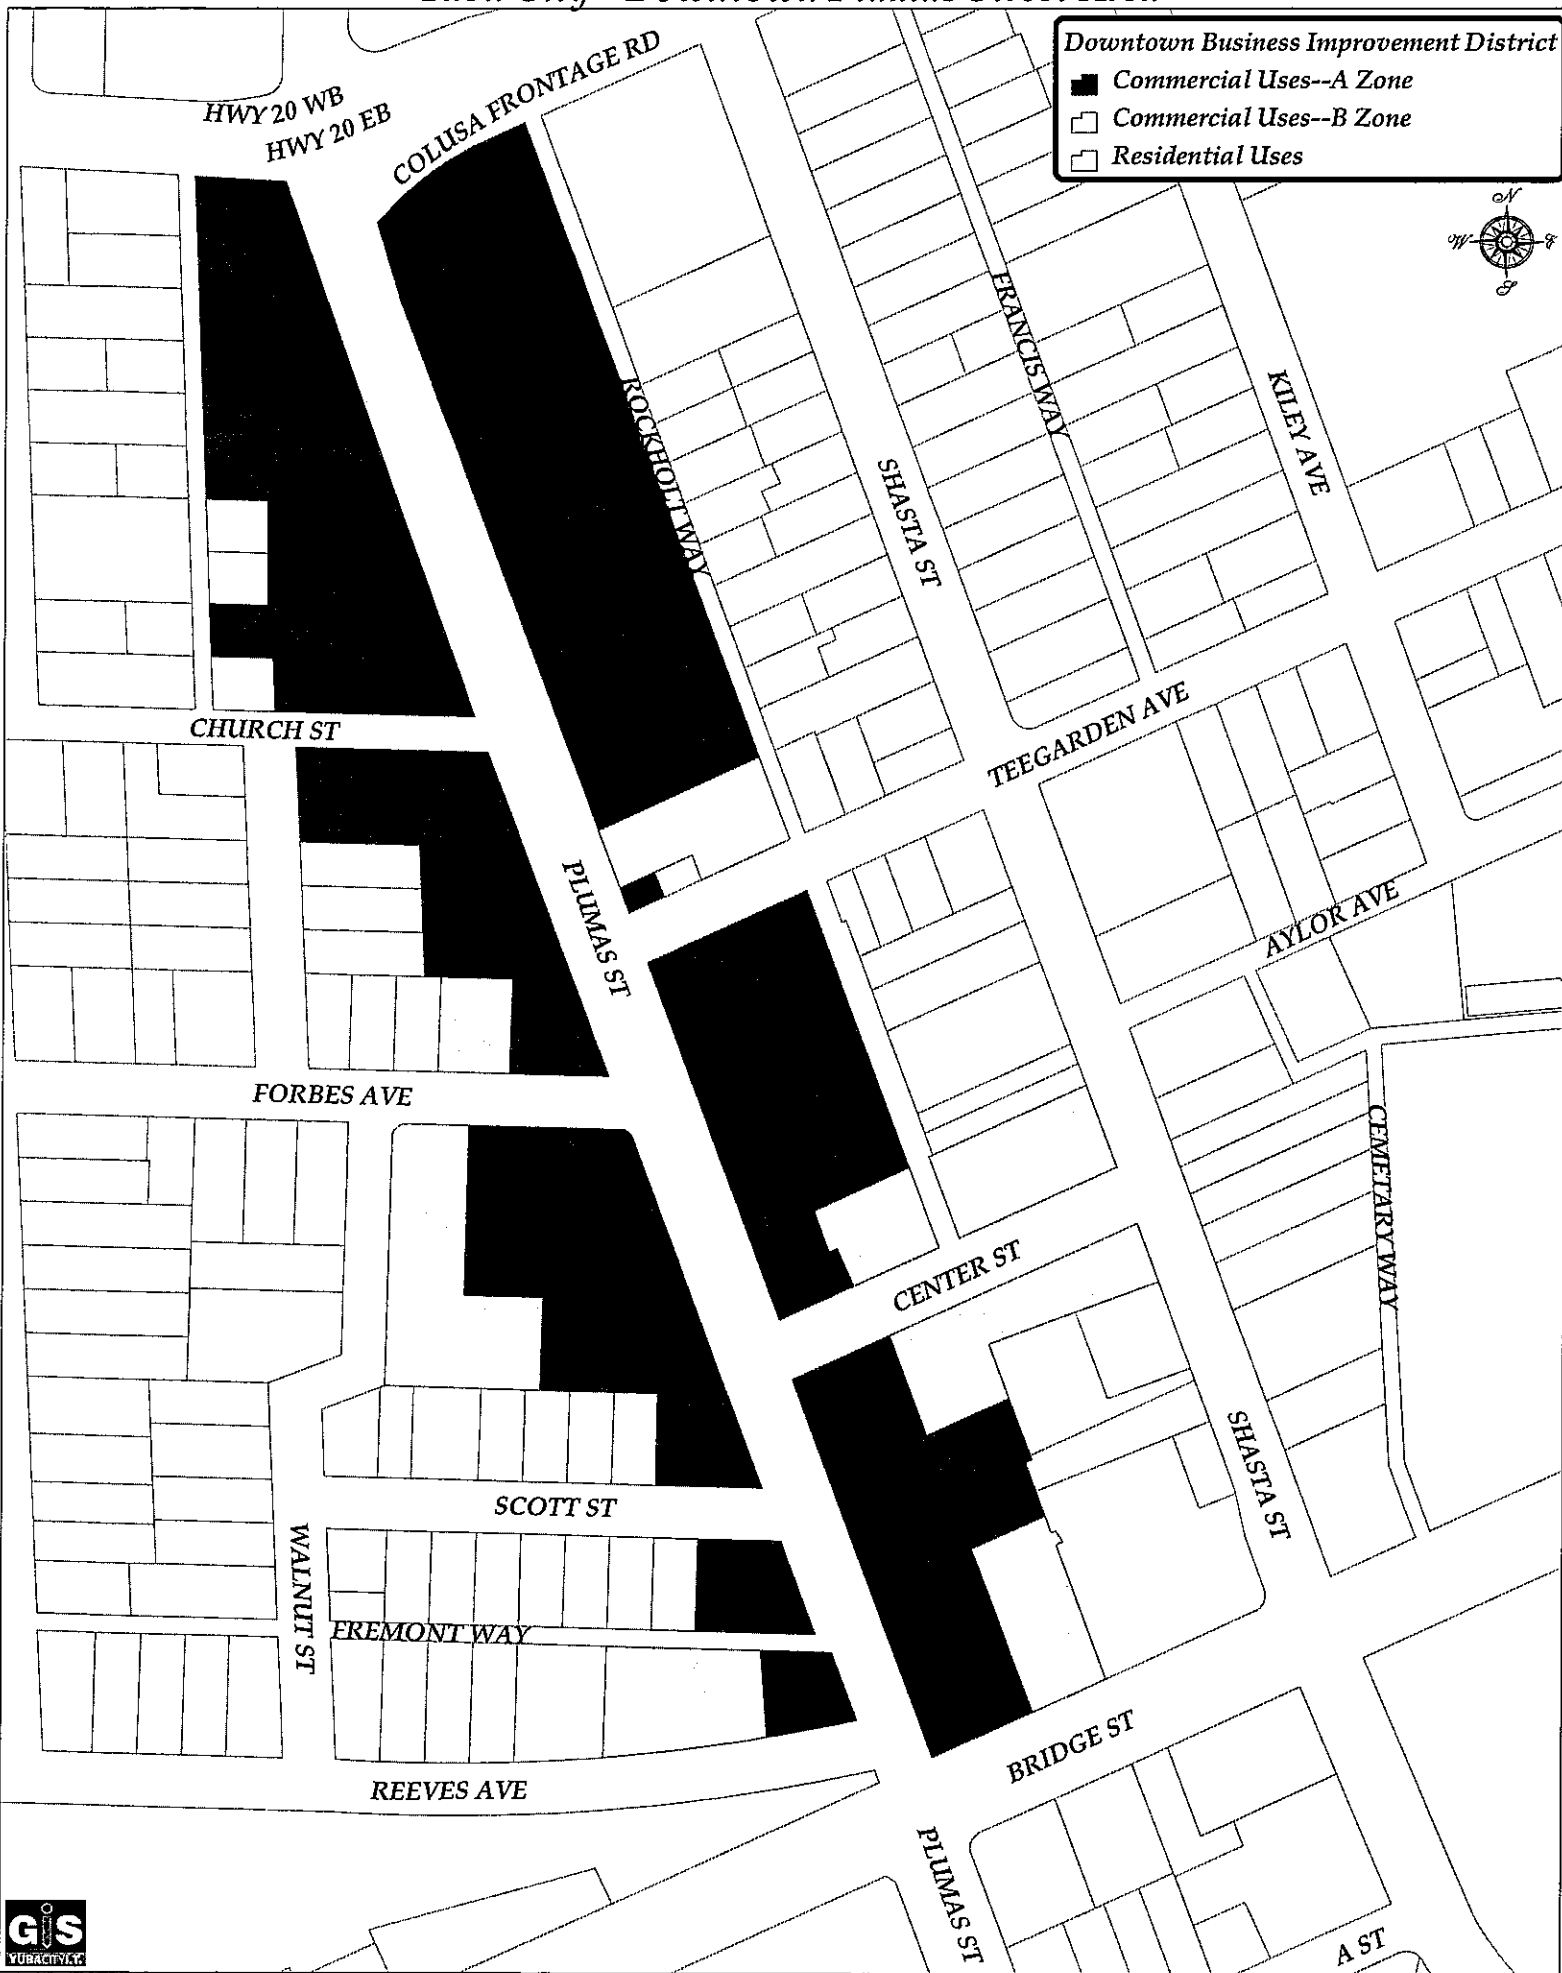 Downtown Business Improvement District
Commercial Uses--A Zone
Commercial Uses--B Zone
Residential Uses
N
W
E
S
HWY 20 WB
HWY 20 EB
COLUSA FRONTAGE RD
ROCKHOLT WAY
FRANCIS WAY
KILEY AVE
SHASTA ST
CHURCH ST
TEEGARDEN AVE
PLUMAS ST
AYLOR AVE
FORBES AVE
CEMETARY WAY
CENTER ST
SHASTA ST
SCOTT ST
WALNUT ST
FREMONT WAY
BRIDGE ST
REEVES AVE
PLUMAS ST
A ST
GIS